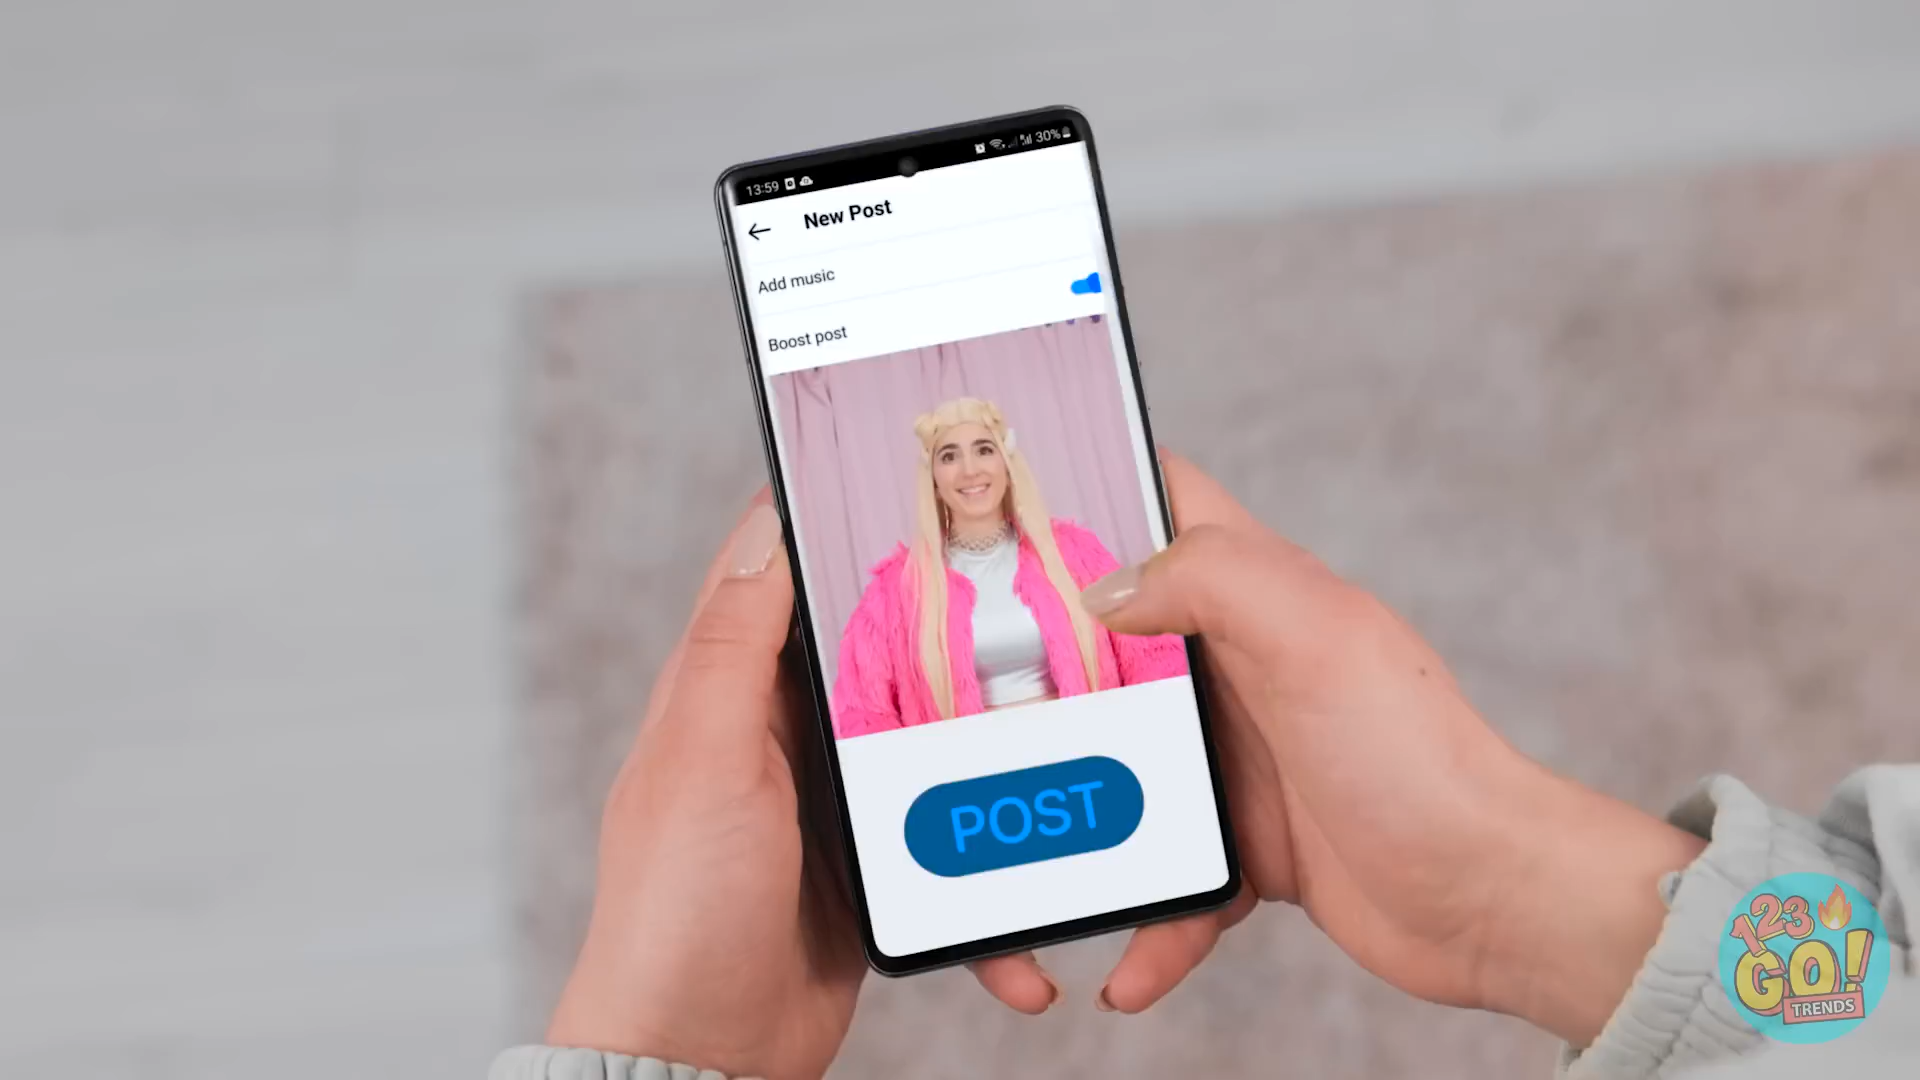 13:59
30%
New Post
Add music
Boost post
POST
123
GO!
TRENDS